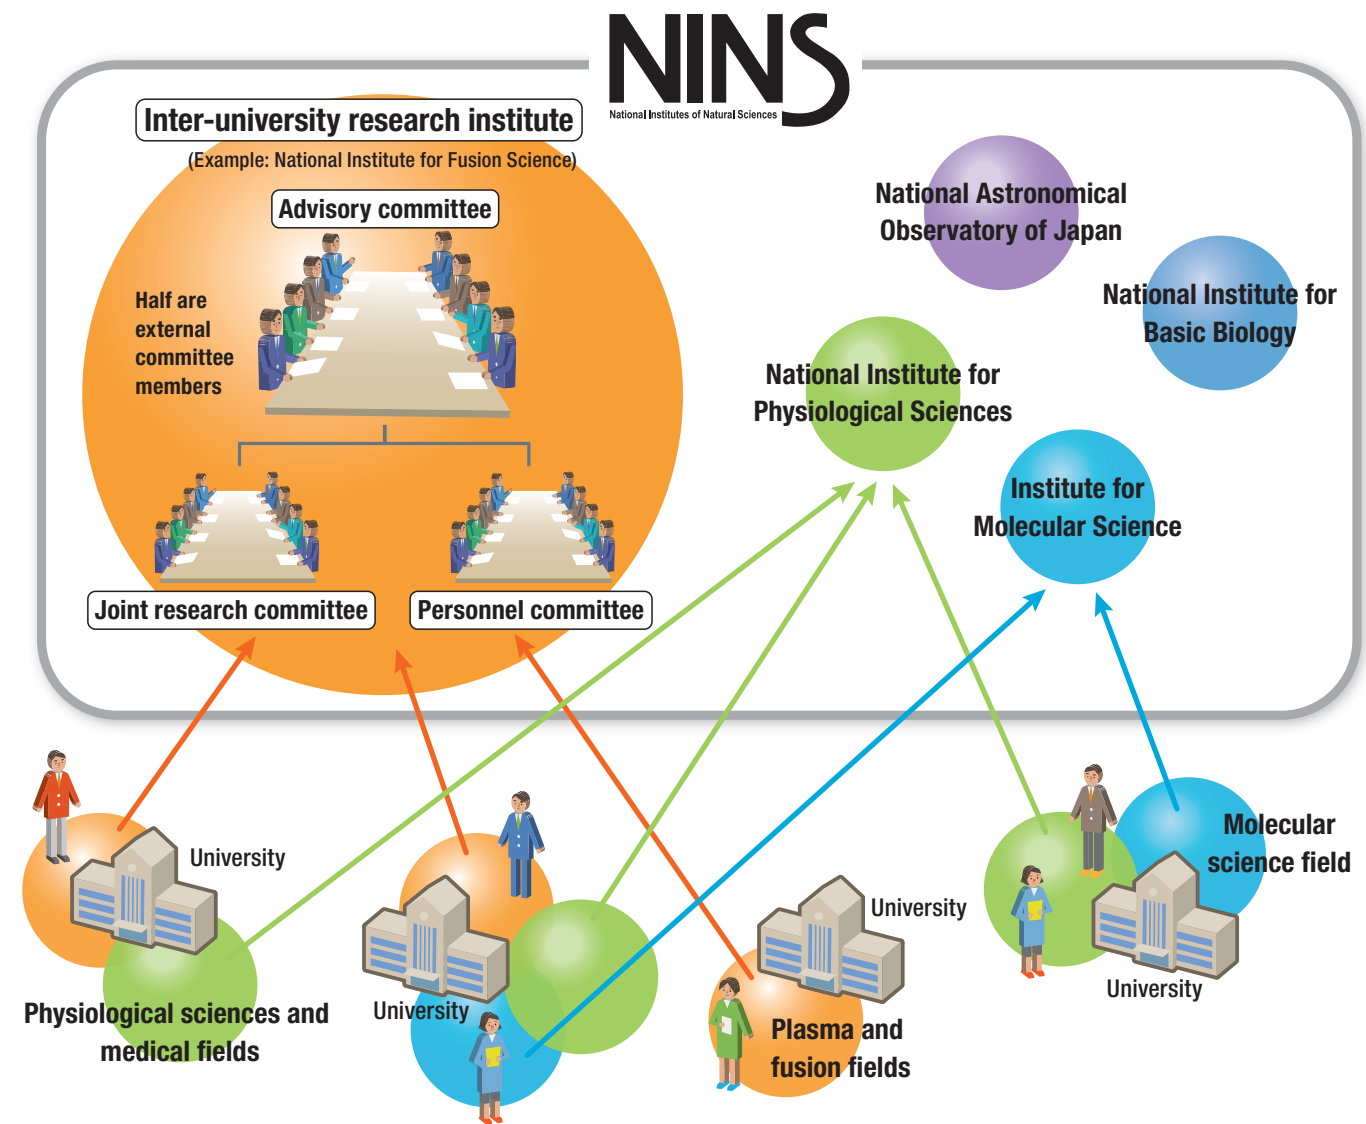 NINS
National Institutes of Natural Sciences
Inter-university research institute
(Example: National Institute for Fusion Science)
Advisory committee
Half are
external
committee
members
Joint research committee
Personnel committee
National Astronomical
Observatory of Japan
National Institute for
Basic Biology
National Institute for
Physiological Sciences
Institute for
Molecular Science
University
Physiological sciences and
medical fields
University
University
Plasma and
fusion fields
Molecular
science field
University